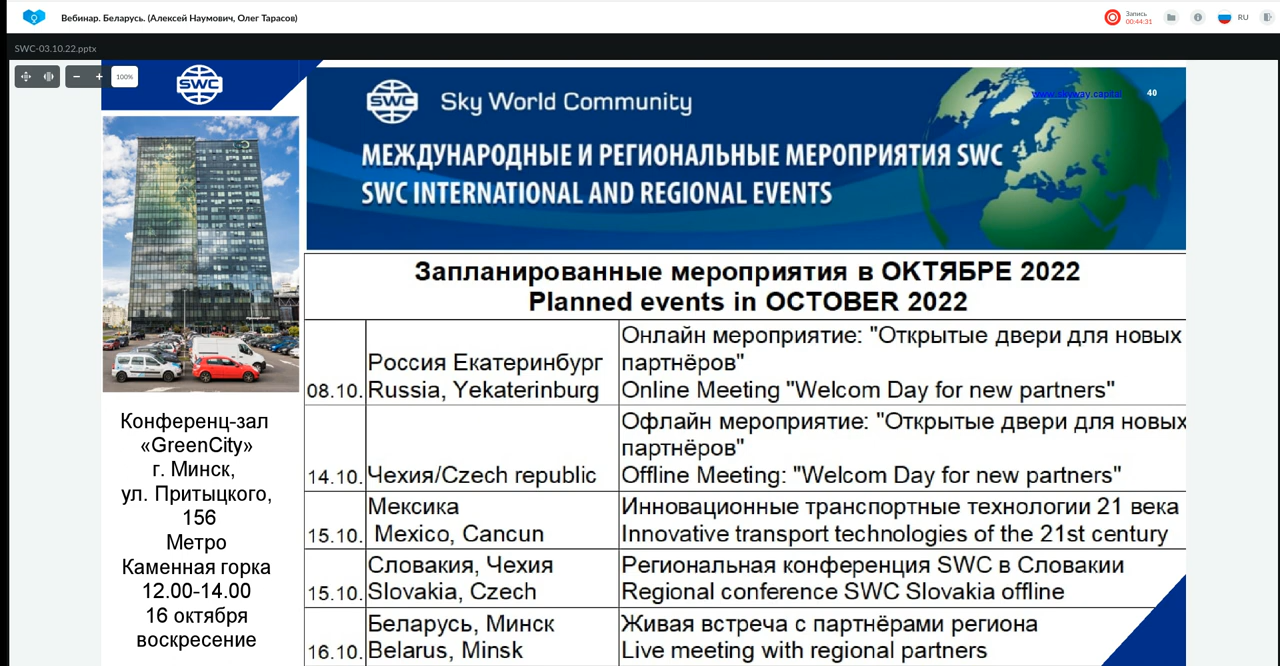 Вебинар. Беларусь. (Алексей Наумович, Олег Тарасов)
Запись
00:44:31
RU
SWC-03.10.22.pptx
100%
SWC
SWC Sky World Community
www.skyway.capital 40
МЕЖДУНАРОДНЫЕ И РЕГИОНАЛЬНЫЕ МЕРОПРИЯТИЯ SWC
SWC INTERNATIONAL AND REGIONAL EVENTS
Конференц-зал
«GreenCity»
г. Минск,
ул. Притыцкого,
156
Метро
Каменная горка
12.00-14.00
16 октября
воскресение
Запланированные мероприятия в ОКТЯБРЕ 2022
Planned events in OCTOBER 2022
Онлайн мероприятие: "Открытые двери для новых
партнёров"
Россия Екатеринбург
08.10. Russia, Yekaterinburg Online Meeting "Welcom Day for new partners"
Офлайн мероприятие: "Открытые двери для новых
партнёров"
14.10. Чехия/Czech republic Offline Meeting: "Welcom Day for new partners"
Мексика Инновационные транспортные технологии 21 века
15.10. Mexico, Cancun Innovative transport technologies of the 21st century
Словакия, Чехия Региональная конференция SWC в Словакии
15.10. Slovakia, Czech Regional conference SWC Slovakia offline
Беларусь, Минск Живая встреча с партнёрами региона
16.10. Belarus, Minsk Live meeting with regional partners